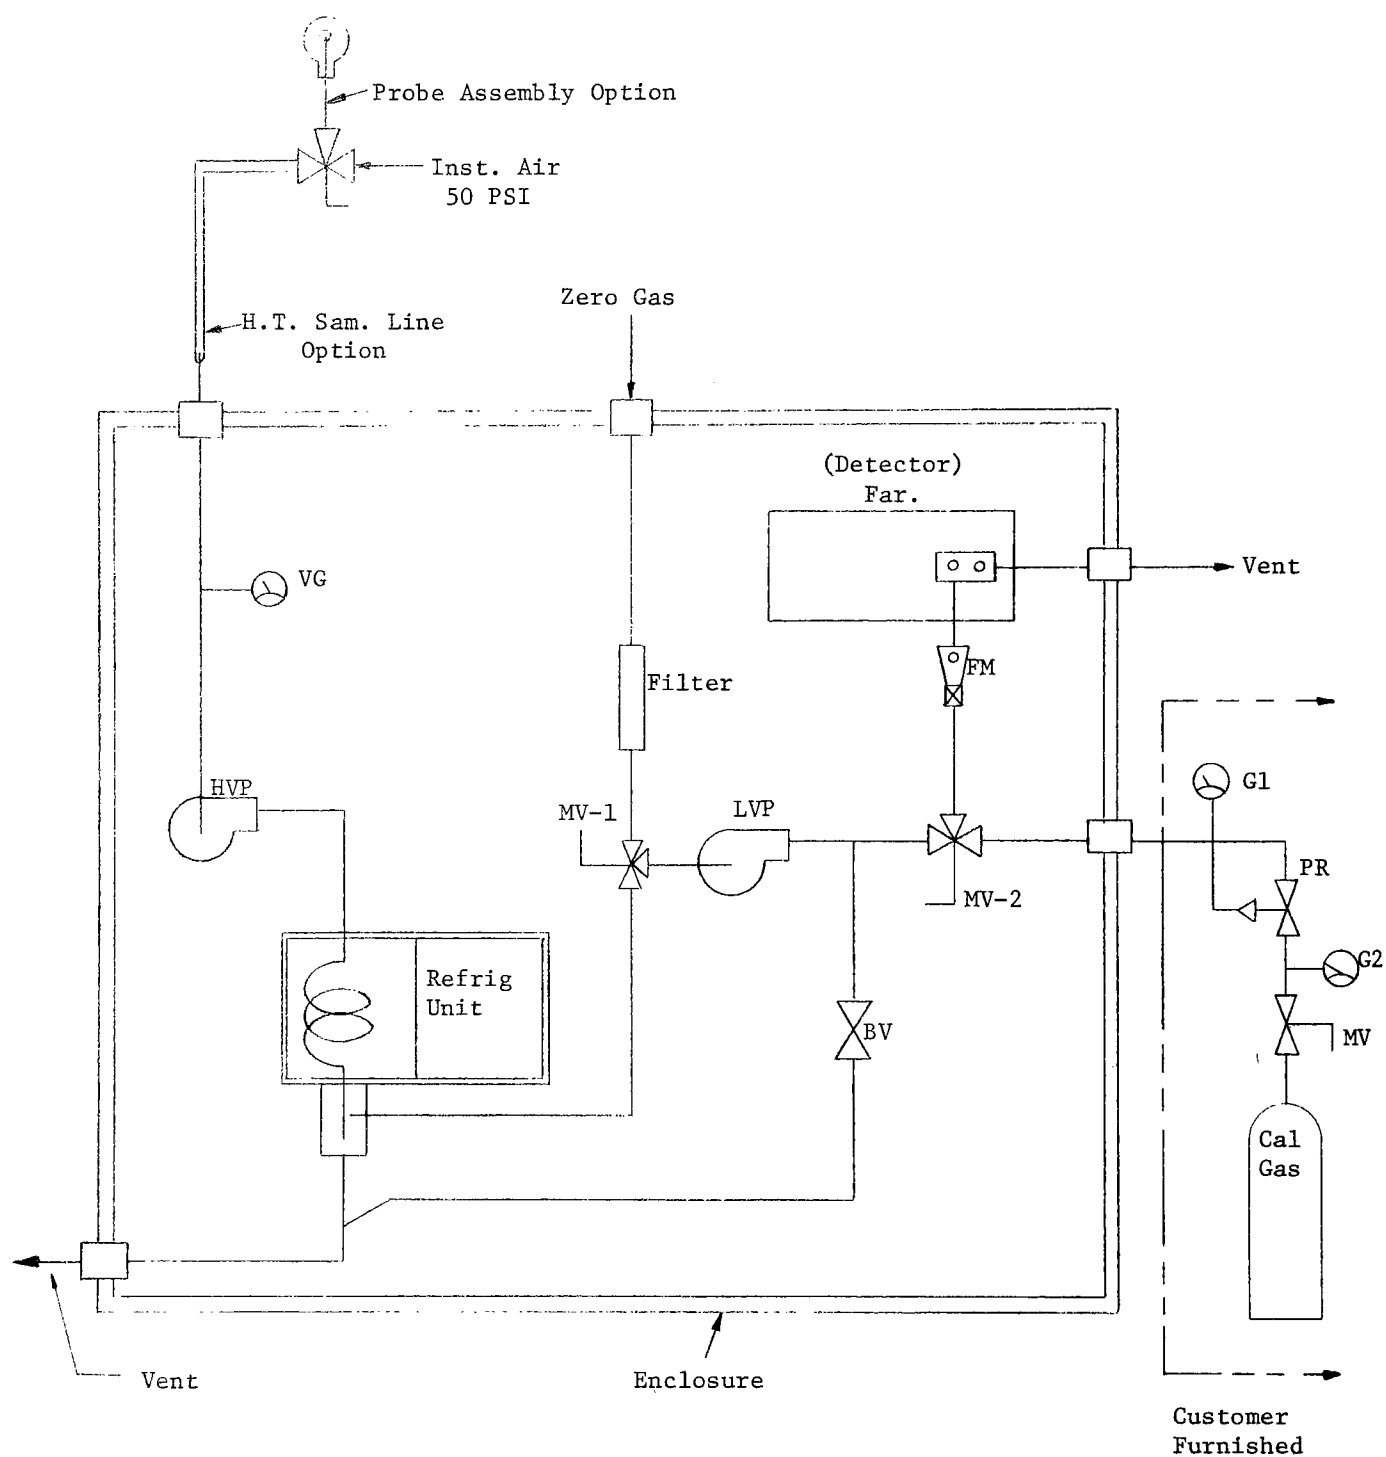 Probe Assembly Option
Inst. Air
50 PSI
Zero Gas
H.T. Sam. Line
Option
(Detector)
Far.
Vent
VG
Filter
FM
G1
HVP
MV-1
LVP
PR
MV-2
G2
Refrig
Unit
BV
MV
Cal
Gas
Vent
Enclosure
Customer
Furnished